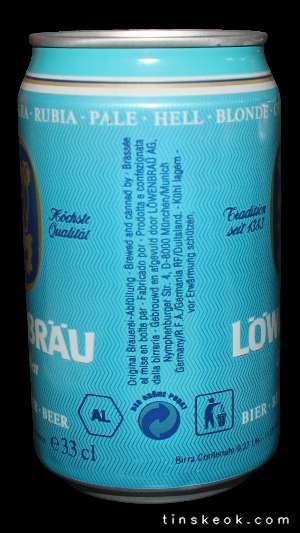 RUBIA · PALE · HELL · BLONDE ·
Höchste
Qualität
Tradition
seit 1383
Original Brauerei-Abfüllung - Brewed and canned by - Brassée
et mise en boîte par - Fabricado por - Prodotta e confezionata
dalla birreria - Gebrouwd en afgevuld door LÖWENBRÄU AG,
Nymphenburger Str. 4, D-8000 München/Munich
Germany/R.F.A./Germania RF/Duitsland. - Kühl lagern -
vor Erwärmung schützen.
BRÄU
LÖWEN
· BEER
BIER ·
AL
DER GRÜNE PUNKT
e33 cl
Birra Contenuto
tinskeok.com